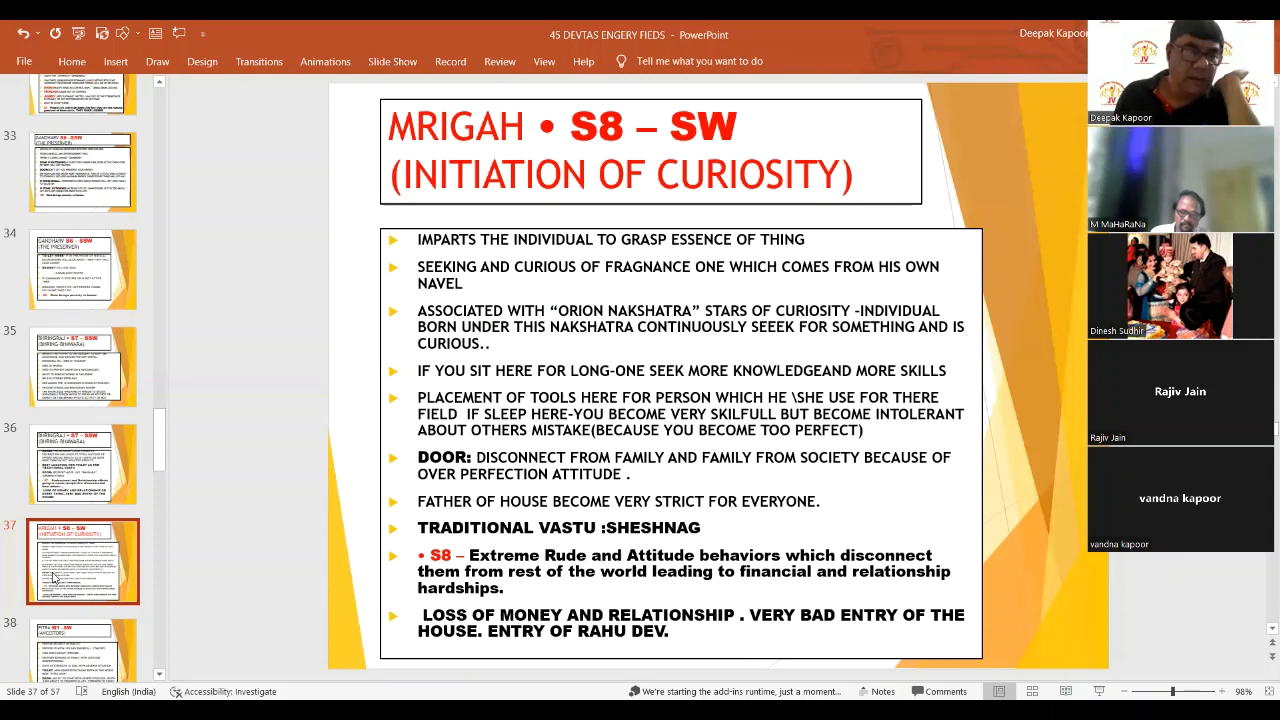 45 DEVTAS ENGERY FIEDS - PowerPoint
Deepak Kapoor
File Home Insert Draw Design Transitions Animations Slide Show Record Review View Help Tell me what you want to do
33
34
35
36
37
38
MRIGAH • S8 – SW
(INITIATION OF CURIOSITY)
IMPARTS THE INDIVIDUAL TO GRASP ESSENCE OF THING
SEEKING AND CURIOUS OF FRAGNANCE ONE WHICH COMES FROM HIS OWN
NAVEL
ASSOCIATED WITH “ORION NAKSHATRA” STARS OF CURIOSITY -INDIVIDUAL
BORN UNDER THIS NAKSHATRA CONTINUOUSLY SEEEK FOR SOMETHING AND IS
CURIOUS..
IF YOU SIT HERE FOR LONG-ONE SEEK MORE KNOWLEDGEAND MORE SKILLS
PLACEMENT OF TOOLS HERE FOR PERSON WHICH HE \SHE USE FOR THERE
FIELD IF SLEEP HERE-YOU BECOME VERY SKILFULL BUT BECOME INTOLERANT
ABOUT OTHERS MISTAKE(BECAUSE YOU BECOME TOO PERFECT)
DOOR: DISCONECT FROM FAMILY AND FAMILY FROM SOCIETY BECAUSE OF
OVER PERFECTION ATTITUDE .
FATHER OF HOUSE BECOME VERY STRICT FOR EVERYONE.
TRADITIONAL VASTU :SHESHNAG
• S8 – Extreme Rude and Attitude behaviors which disconnect
them from rest of the world leading to financial and relationship
hardships.
LOSS OF MONEY AND RELATIONSHIP . VERY BAD ENTRY OF THE
HOUSE. ENTRY OF RAHU DEV.
JV
Deepak Kapoor
M MaHaRaNa
Dinesh Sudhir
Rajiv Jain
Rajiv Jain
vandna kapoor
vandna kapoor
Slide 37 of 57 English (India) Accessibility: Investigate We're starting the add-ins runtime, just a moment... Notes Comments 98%